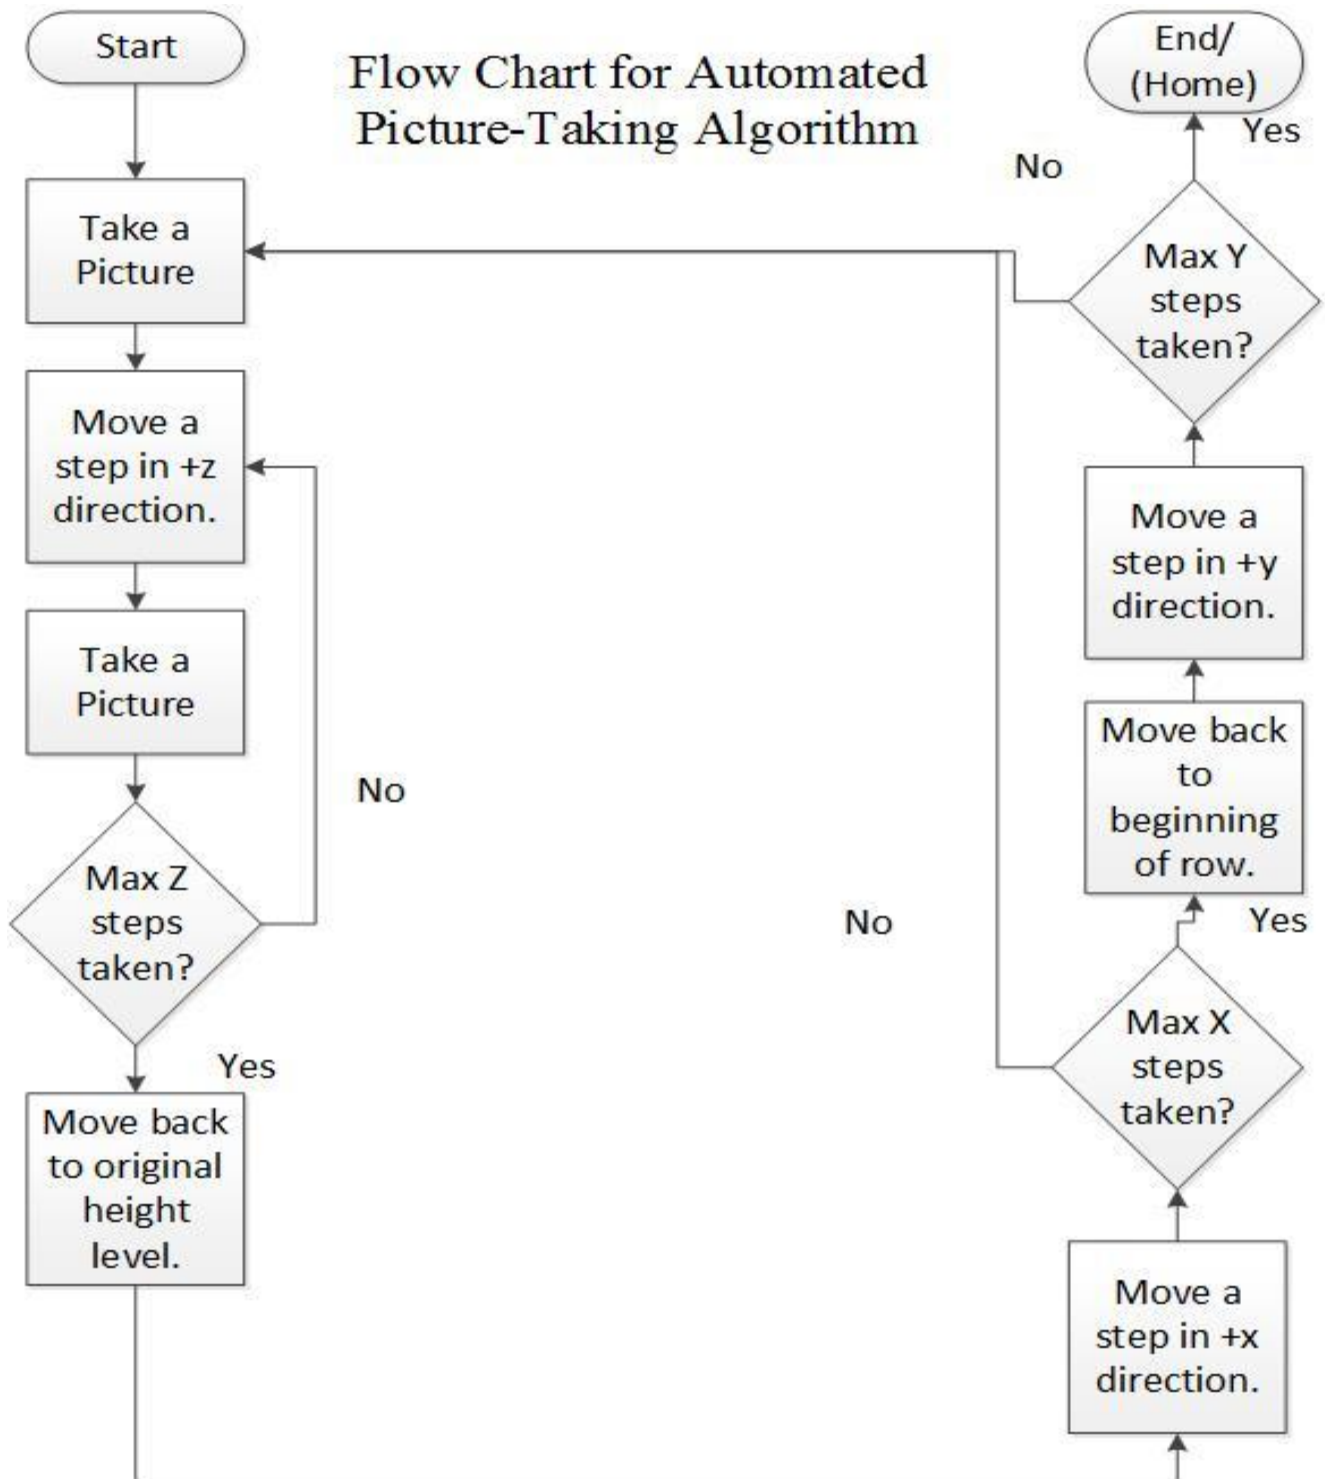 Start
Flow Chart for Automated
Picture-Taking Algorithm
End/
(Home)
Yes
No
Take a
Picture
Max Y
steps
taken?
Move a
step in +z
direction.
Move a
step in +y
direction.
Take a
Picture
No
Move back
to
beginning
of row.
Max Z
steps
taken?
No
Yes
Max X
steps
taken?
Yes
Move back
to original
height
level.
Move a
step in +x
direction.